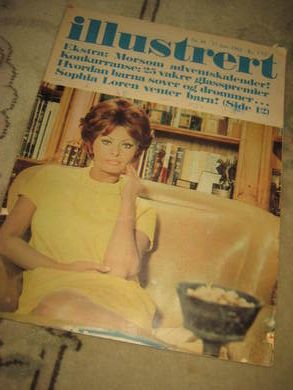 illustrert
Ekstra: Morsom adventskalender!
Konkurranse: 25 vakre glasspremier
Hvordan barna sover og drømmer...
Sophia Loren venter barn! (Side 12)